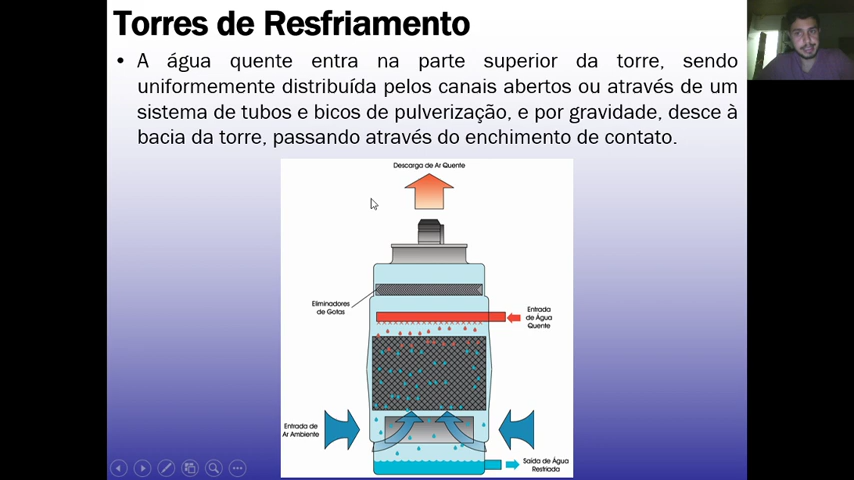 Torres de Resfriamento
• A água quente entra na parte superior da torre, sendo
uniformemente distribuída pelos canais abertos ou através de um
sistema de tubos e bicos de pulverização, e por gravidade, desce à
bacia da torre, passando através do enchimento de contato.
Descarga de Ar Quente
Eliminadores
de Gotas
Entrada
de Água
Quente
Entrada de
Ar Ambiente
Saída de Água
Resfriada